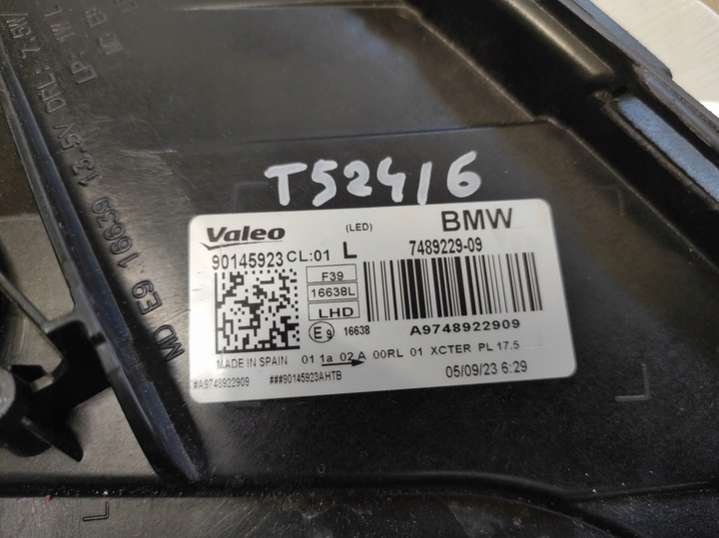 MD E9 16639 13.5V DRL: 7.5W
T52416
Valeo (LED) BMW
90145923 CL:01 L 7489229-09
F39
16638L
LHD
E9 16638 A9748922909
MADE IN SPAIN 01 1a 02 A 00RL 01 XCTER PL 17.5
#A9748922909 ###90145923AHTB 05/09/23 6:29